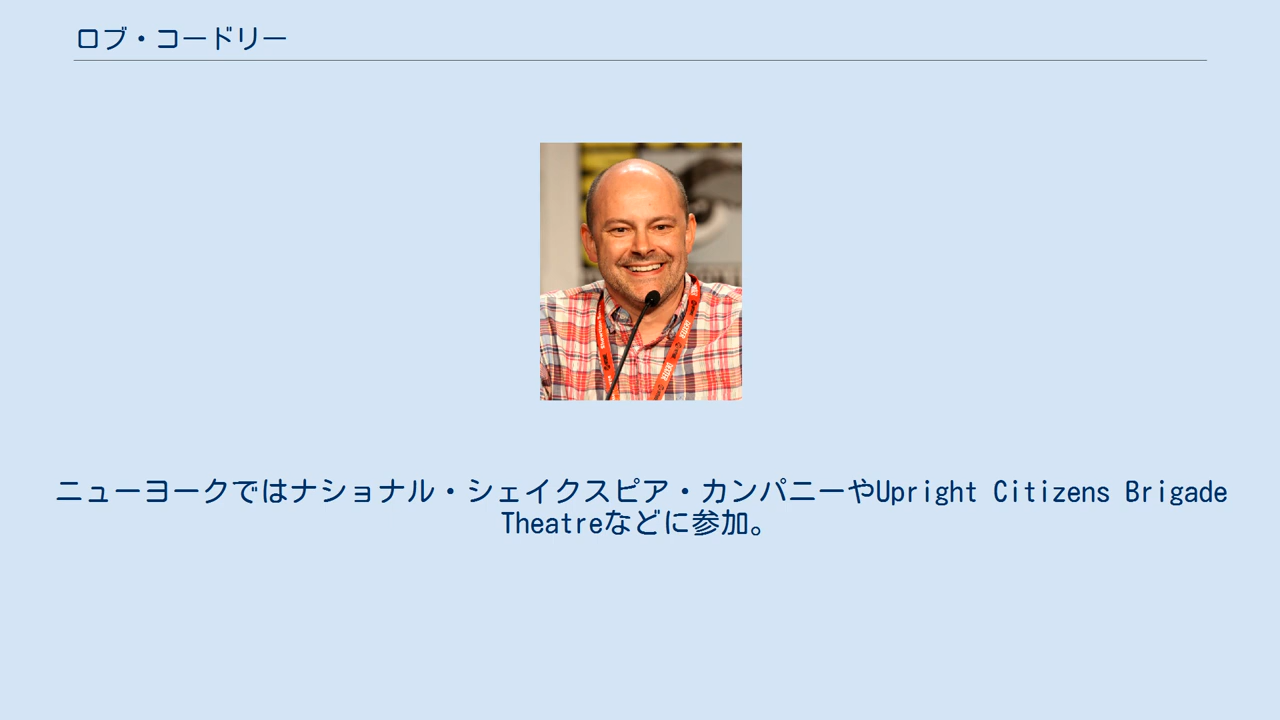 ロブ・コードリー
ニューヨークではナショナル・シェイクスピア・カンパニーやUpright Citizens Brigade
Theatreなどに参加。